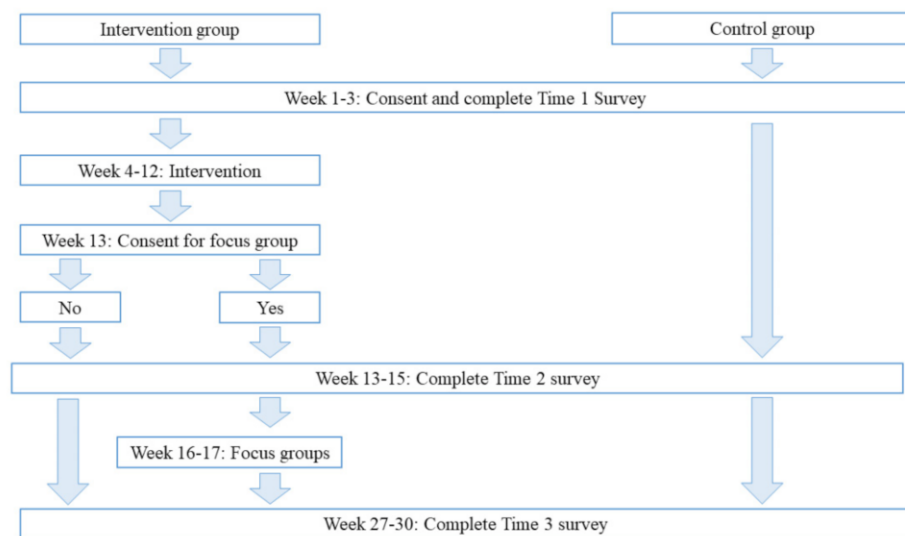 Intervention group
Control group
Week 1-3: Consent and complete Time 1 Survey
Week 4-12: Intervention
Week 13: Consent for focus group
No
Yes
Week 13-15: Complete Time 2 survey
Week 16-17: Focus groups
Week 27-30: Complete Time 3 survey